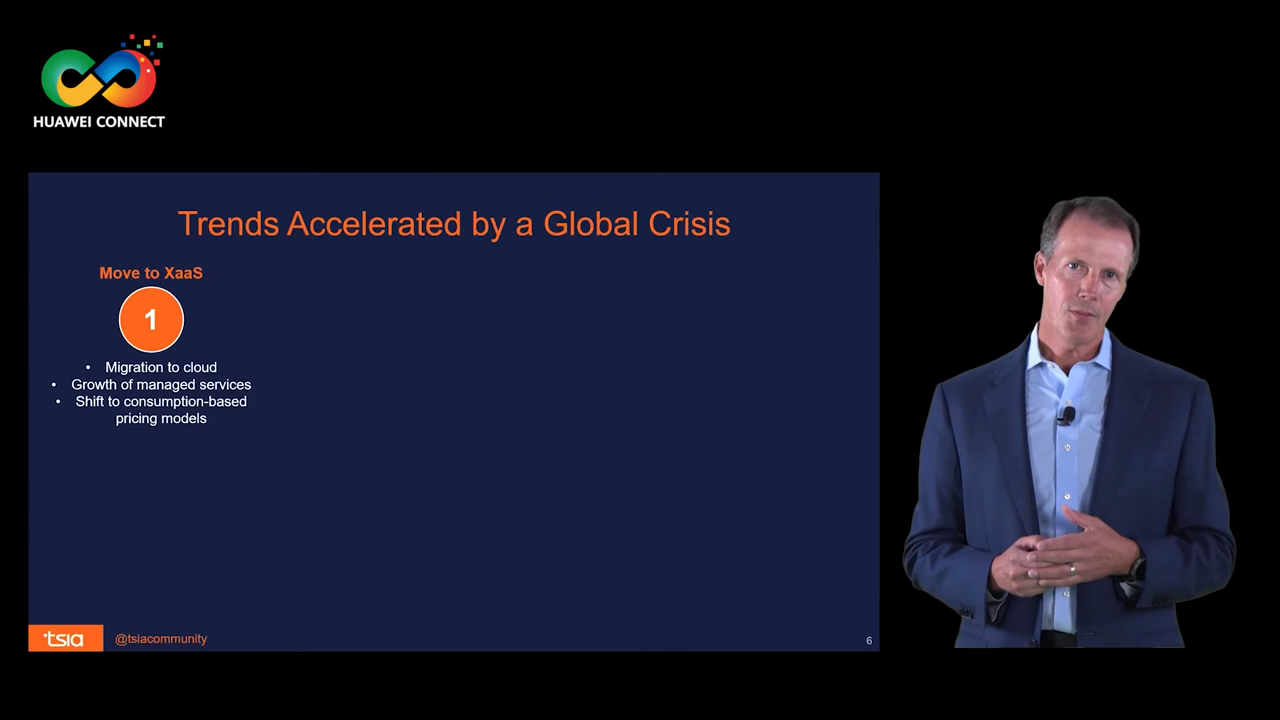 HUAWEI CONNECT
Trends Accelerated by a Global Crisis
Move to XaaS
1
• Migration to cloud
• Growth of managed services
• Shift to consumption-based
pricing models
tsia
@tsiacommunity
6